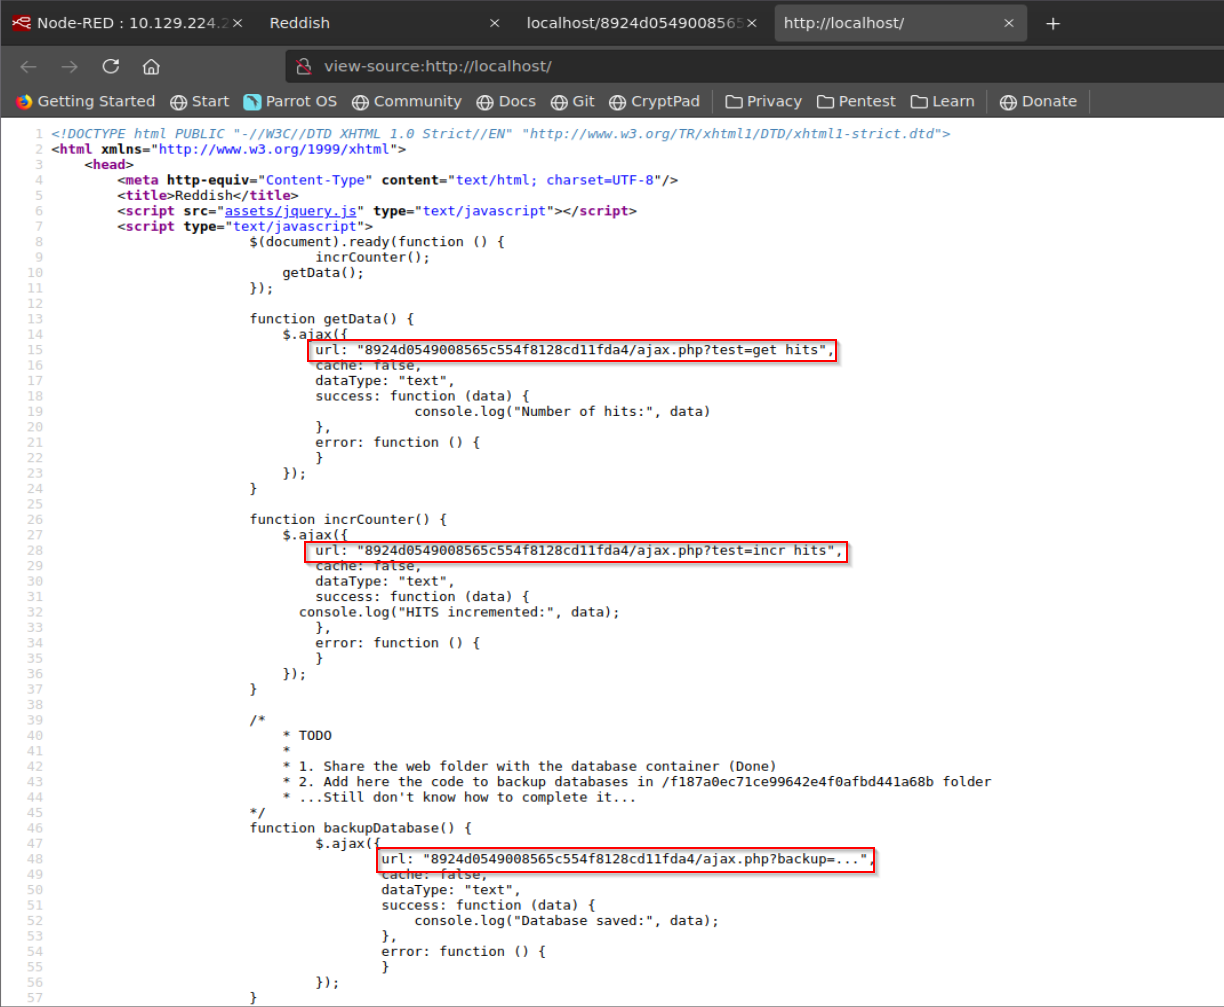 Node-RED : 10.129.224.2
Reddish
localhost/8924d0549008565
http://localhost/
view-source:http://localhost/
Getting Started Start Parrot OS Community Docs Git CryptPad Privacy Pentest Learn Donate
1 <!DOCTYPE html PUBLIC "-//W3C//DTD XHTML 1.0 Strict//EN" "http://www.w3.org/TR/xhtml1/DTD/xhtml1-strict.dtd">
2 <html xmlns="http://www.w3.org/1999/xhtml">
3 <head>
4 <meta http-equiv="Content-Type" content="text/html; charset=UTF-8"/>
5 <title>Reddish</title>
6 <script src="assets/jquery.js" type="text/javascript"></script>
7 <script type="text/javascript">
8 $(document).ready(function () {
9 incrCounter();
10 getData();
11 });
12
13 function getData() {
14 $.ajax({
15 url: "8924d0549008565c554f8128cd11fda4/ajax.php?test=get hits",
16 cache: false,
17 dataType: "text",
18 success: function (data) {
19 console.log("Number of hits:", data)
20 },
21 error: function () {
22 }
23 });
24 }
25
26 function incrCounter() {
27 $.ajax({
28 url: "8924d0549008565c554f8128cd11fda4/ajax.php?test=incr hits",
29 cache: false,
30 dataType: "text",
31 success: function (data) {
32 console.log("HITS incremented:", data);
33 },
34 error: function () {
35 }
36 });
37 }
38
39 /*
40 * TODO
41 *
42 * 1. Share the web folder with the database container (Done)
43 * 2. Add here the code to backup databases in /f187a0ec71ce99642e4f0afbd441a68b folder
44 * ...Still don't know how to complete it...
45 */
46 function backupDatabase() {
47 $.ajax({
48 url: "8924d0549008565c554f8128cd11fda4/ajax.php?backup=...",
49 cache: false,
50 dataType: "text",
51 success: function (data) {
52 console.log("Database saved:", data);
53 },
54 error: function () {
55 }
56 });
57 }